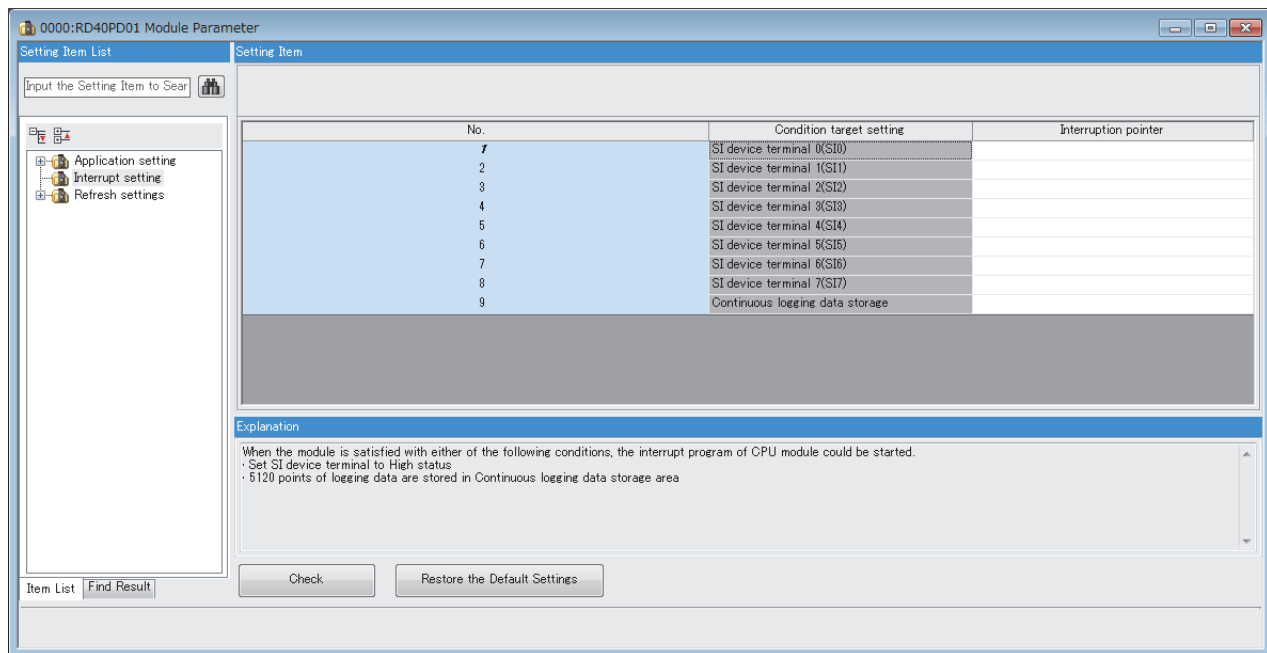 0000:RD40PD01 Module Parameter
Setting Item List
Setting Item
Input the Setting Item to Sear
Application setting
Interrupt setting
Refresh settings
No. Condition target setting Interruption pointer
1 SI device terminal 0(SI0)
2 SI device terminal 1(SI1)
3 SI device terminal 2(SI2)
4 SI device terminal 3(SI3)
5 SI device terminal 4(SI4)
6 SI device terminal 5(SI5)
7 SI device terminal 6(SI6)
8 SI device terminal 7(SI7)
9 Continuous logging data storage
Explanation
When the module is satisfied with either of the following conditions, the interrupt program of CPU module could be started.
・Set SI device terminal to High status
・5120 points of logging data are stored in Continuous logging data storage area
Item List Find Result
Check Restore the Default Settings